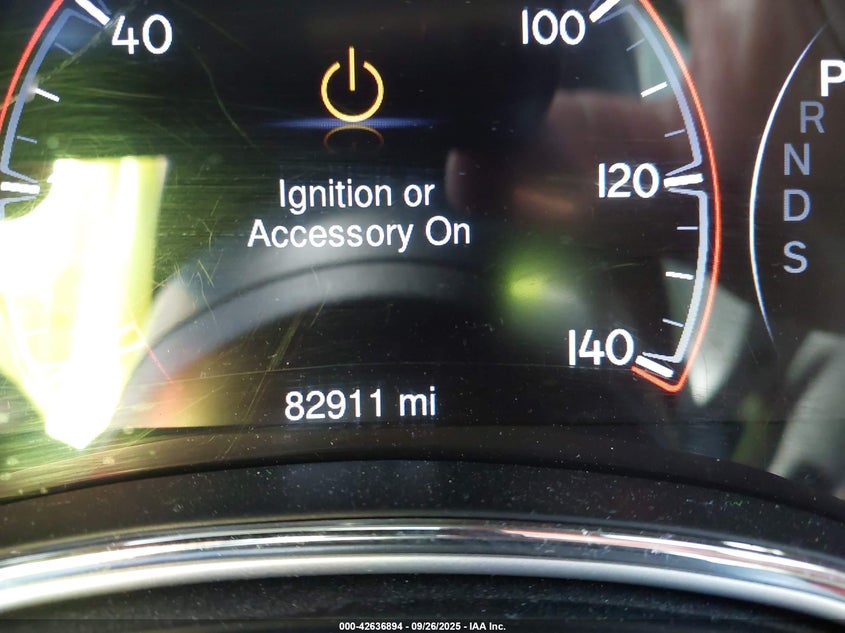 40
100
P
R
N
D
S
Ignition or
Accessory On
120
140
82911 mi
000-42636894 - 09/26/2025 - IAA Inc.